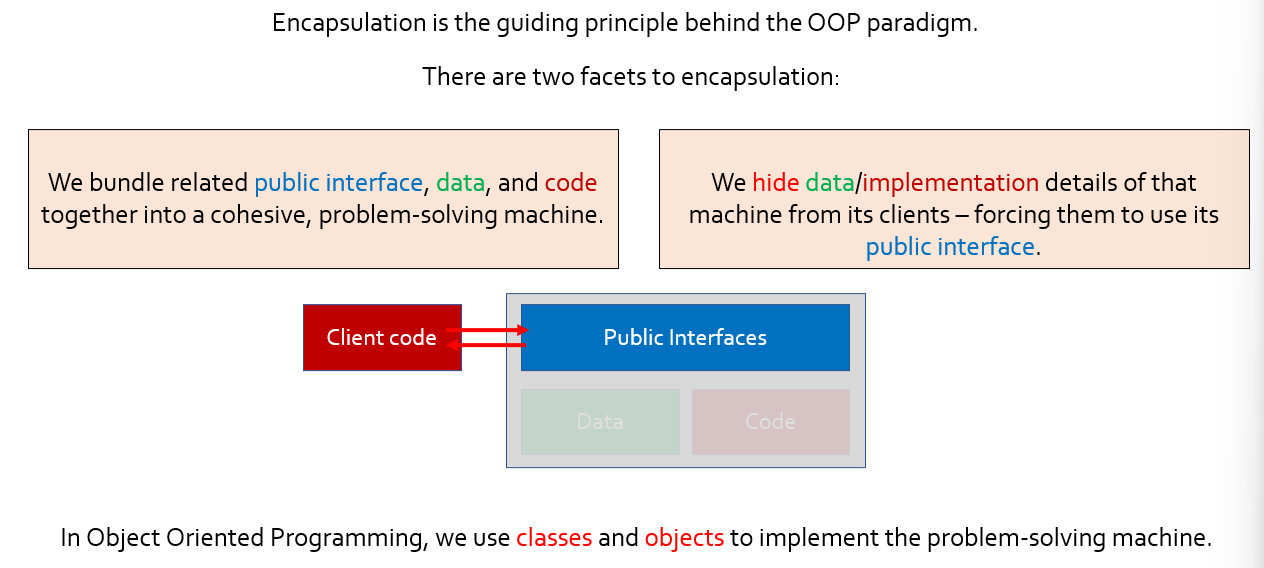 Encapsulation is the guiding principle behind the OOP paradigm.
There are two facets to encapsulation:
We bundle related public interface, data, and code
together into a cohesive, problem-solving machine.
We hide data/implementation details of that
machine from its clients – forcing them to use its
public interface.
Client code
Public Interfaces
Data
Code
In Object Oriented Programming, we use classes and objects to implement the problem-solving machine.